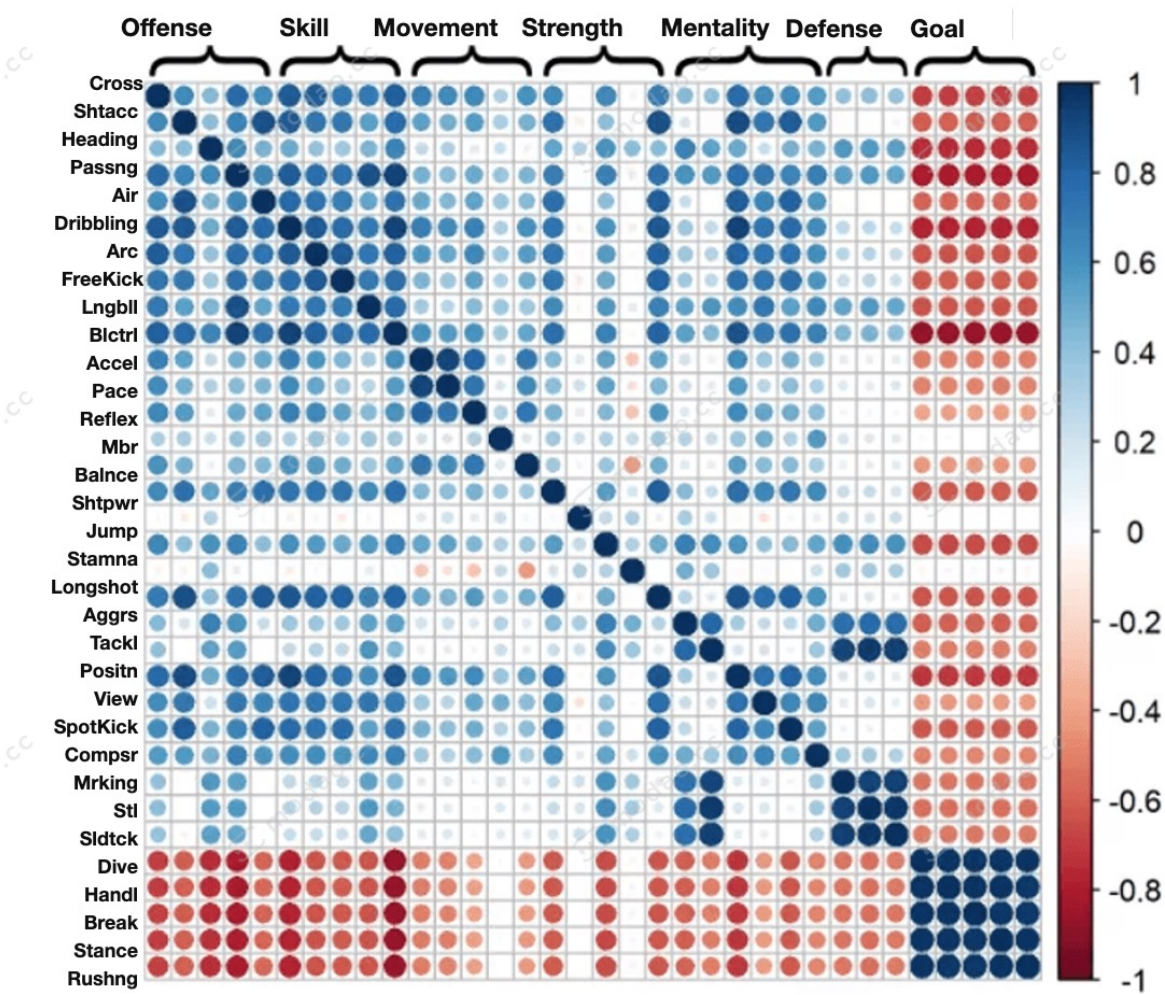 Offense Skill Movement Strength Mentality Defense Goal
Cross
Shtacc
Heading
Passng
Air
Dribbling
Arc
FreeKick
Lngbll
Blctrl
Accel
Pace
Reflex
Mbr
Balnce
Shtpwr
Jump
Stamna
Longshot
Aggrs
Tackl
Positn
View
SpotKick
Compsr
Mrking
Stl
Sldtck
Dive
Handl
Break
Stance
Rushng
1
0.8
0.6
0.4
0.2
0
-0.2
-0.4
-0.6
-0.8
-1